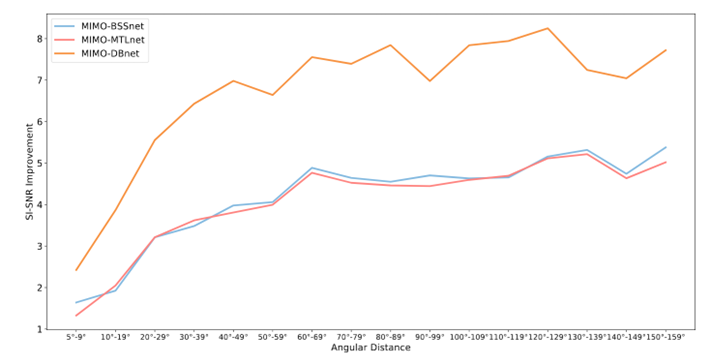 MIMO-BSSnet
MIMO-MTLnet
MIMO-DBnet
SI-SNR Improvement
8
7
6
5
4
3
2
1
5°-9° 10°-19° 20°-29° 30°-39° 40°-49° 50°-59° 60°-69° 70°-79° 80°-89° 90°-99° 100°-109° 110°-119° 120°-129° 130°-139° 140°-149° 150°-159°
Angular Distance